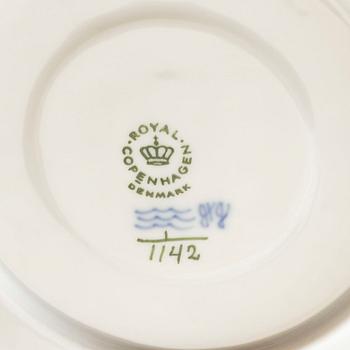 ROYAL
COPENHAGEN
DENMARK
1
1142